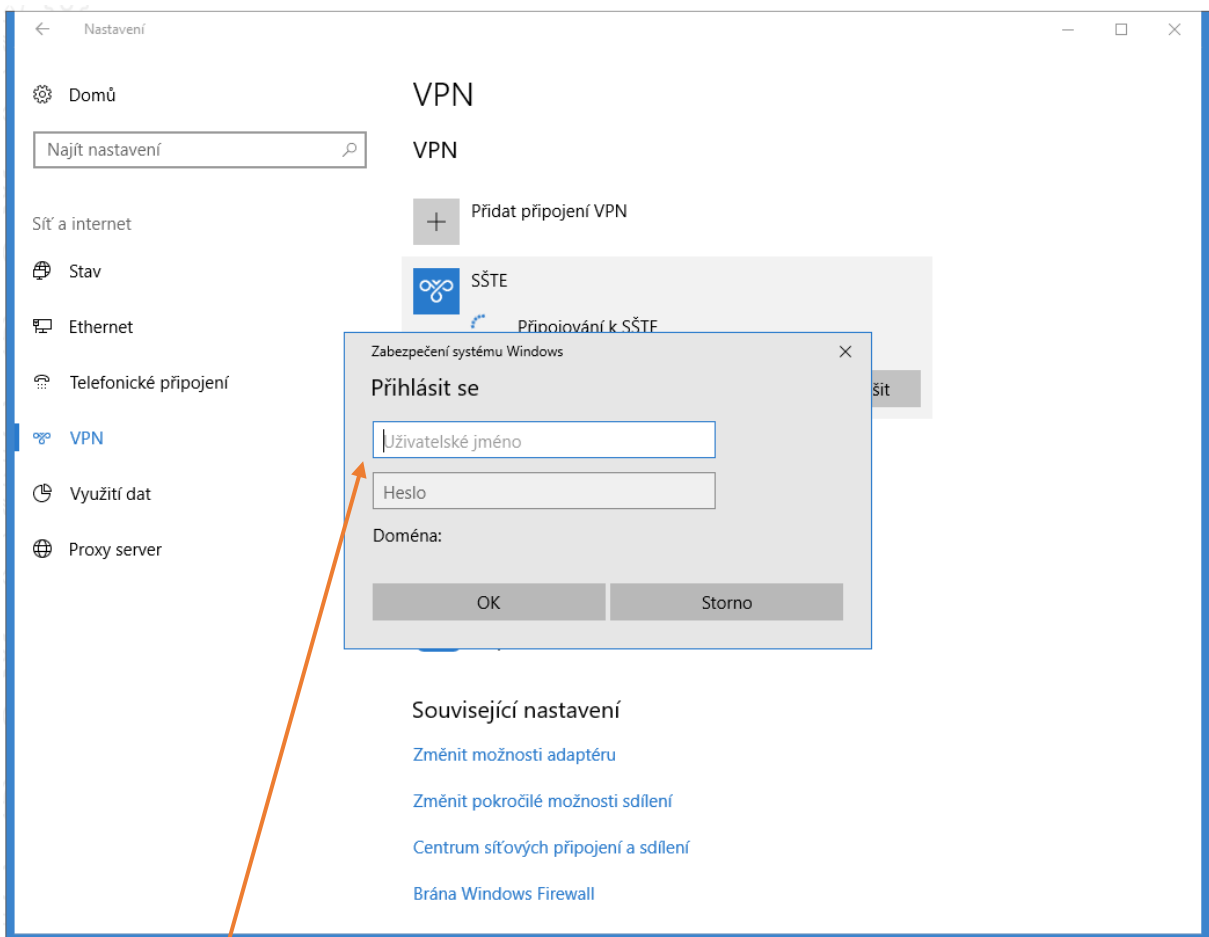 Nastavení
Domů
Najít nastavení
Síť a internet
Stav
Ethernet
Telefonické připojení
VPN
Využití dat
Proxy server
VPN
VPN
Přidat připojení VPN
SŠTE
Připojování k SŠTE
šit
Zabezpečení systému Windows
Přihlásit se
Uživatelské jméno
Heslo
Doména:
OK Storno
Související nastavení
Změnit možnosti adaptéru
Změnit pokročilé možnosti sdílení
Centrum síťových připojení a sdílení
Brána Windows Firewall